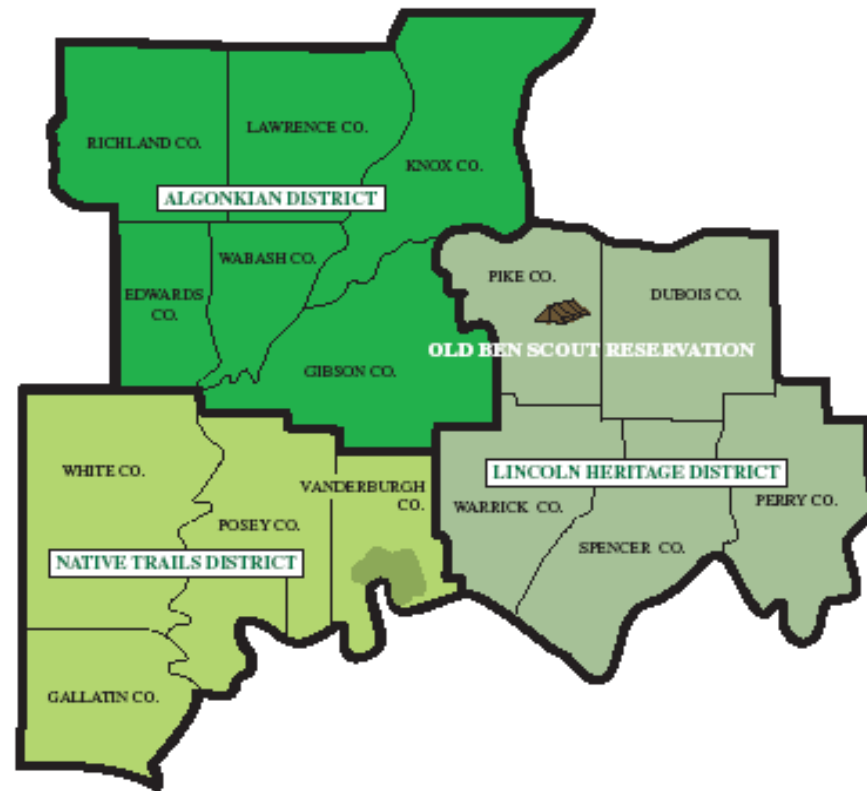 LAWRENCE CO.
RICHLAND CO.
KNOX CO.
ALGONKIAN DISTRICT
WABASH CO.
EDWARDS
CO.
GIBSON CO.
PIKE CO.
DUBOIS CO.
OLD BEN SCOUT RESERVATION
WHITE CO.
VANDERBURGH
CO.
POSEY CO.
NATIVE TRAILS DISTRICT
GALLATIN CO.
LINCOLN HERITAGE DISTRICT
WARRICK CO.
PERRY CO.
SPENCER CO.